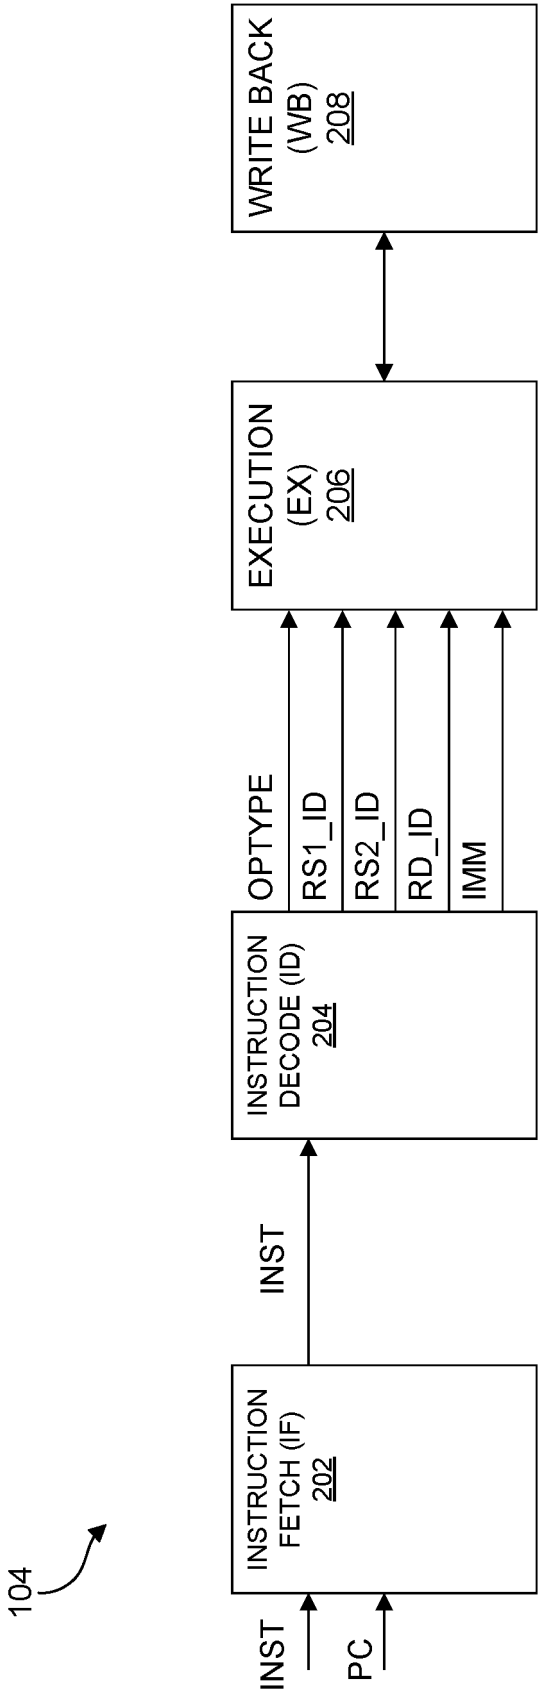 104
INST
PC
INSTRUCTION
FETCH (IF)
202
INST
INSTRUCTION
DECODE (ID)
204
OPTYPE
RS1_ID
RS2_ID
RD_ID
IMM
EXECUTION
(EX)
206
WRITE BACK
(WB)
208